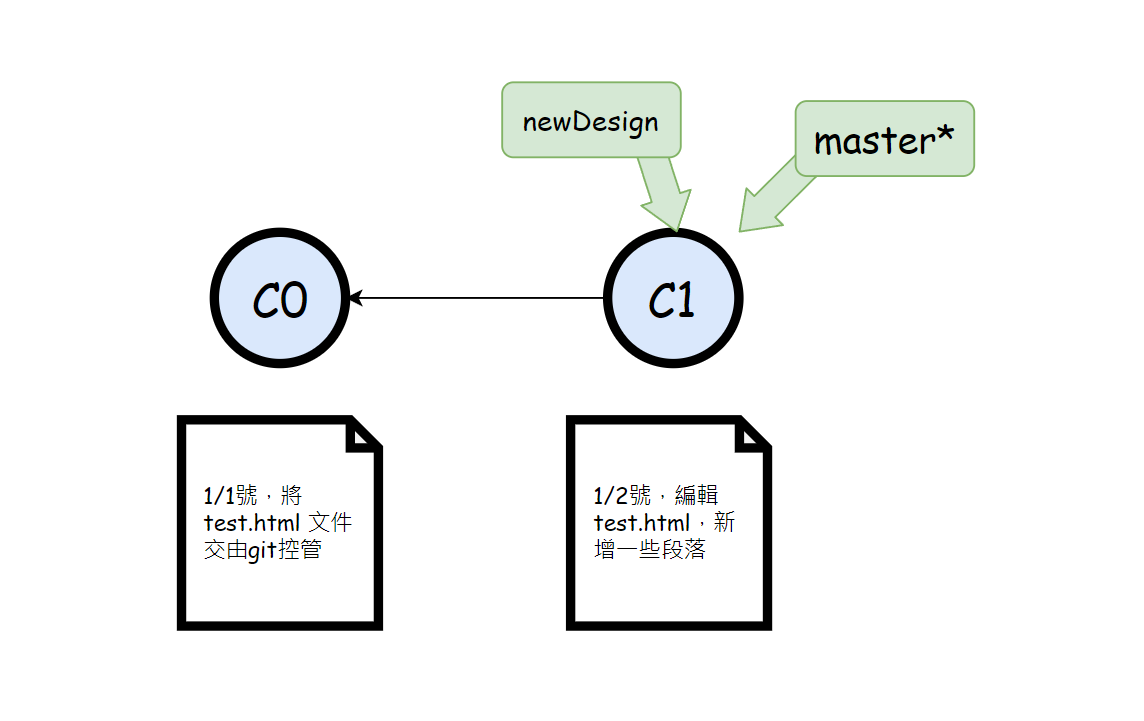 newDesign
master*
C0
C1
1/1號，將
test.html 文件
交由git控管
1/2號，編輯
test.html，新
增一些段落